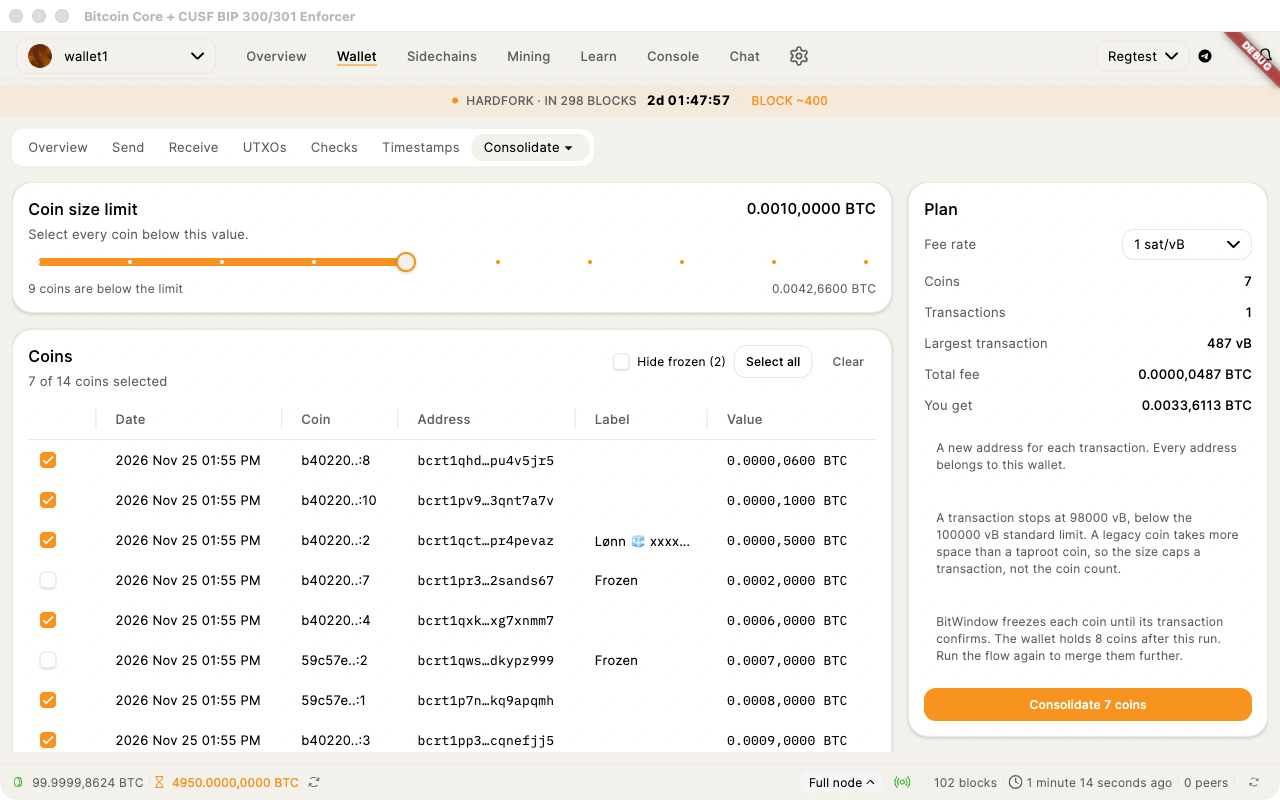 Bitcoin Core + CUSF BIP 300/301 Enforcer
wallet1 Overview Wallet Sidechains Mining Learn Console Chat Regtest DEBUG
HARDFORK · IN 298 BLOCKS 2d 01:47:57 BLOCK ~400
Overview Send Receive UTXOs Checks Timestamps Consolidate
Coin size limit 0.0010,0000 BTC
Select every coin below this value.
9 coins are below the limit 0.0042,6600 BTC
Coins
7 of 14 coins selected
Hide frozen (2) Select all Clear
Date Coin Address Label Value
2026 Nov 25 01:55 PM b40220..:8 bcrt1qhd…pu4v5jr5 0.0000,0600 BTC
2026 Nov 25 01:55 PM b40220..:10 bcrt1pv9…3qnt7a7v 0.0000,1000 BTC
2026 Nov 25 01:55 PM b40220..:2 bcrt1qct…pr4pevaz Lønn 🧊 xxxx… 0.0000,5000 BTC
2026 Nov 25 01:55 PM b40220..:7 bcrt1pr3…2sands67 Frozen 0.0002,0000 BTC
2026 Nov 25 01:55 PM b40220..:4 bcrt1qxk…xg7xnmm7 0.0006,0000 BTC
2026 Nov 25 01:55 PM 59c57e..:2 bcrt1qws…dkypz999 Frozen 0.0007,0000 BTC
2026 Nov 25 01:55 PM 59c57e..:1 bcrt1p7n…kq9apqmh 0.0008,0000 BTC
2026 Nov 25 01:55 PM b40220..:3 bcrt1pp3…cqnefjj5 0.0009,0000 BTC
Plan
Fee rate 1 sat/vB
Coins 7
Transactions 1
Largest transaction 487 vB
Total fee 0.0000,0487 BTC
You get 0.0033,6113 BTC
A new address for each transaction. Every address
belongs to this wallet.
A transaction stops at 98000 vB, below the
100000 vB standard limit. A legacy coin takes more
space than a taproot coin, so the size caps a
transaction, not the coin count.
BitWindow freezes each coin until its transaction
confirms. The wallet holds 8 coins after this run.
Run the flow again to merge them further.
Consolidate 7 coins
99.9999,8624 BTC 4950.0000,0000 BTC Full node 102 blocks 1 minute 14 seconds ago 0 peers